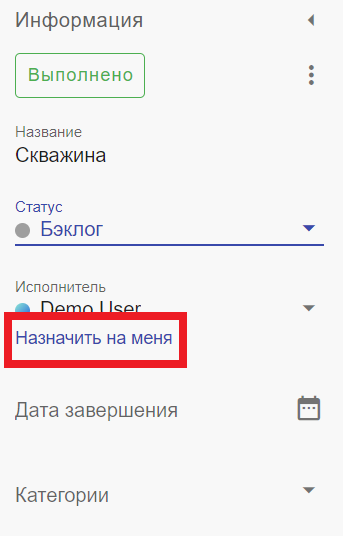 Информация
Выполнено
Название
Скважина
Статус
Бэклог
Исполнитель
Demo User
Назначить на меня
Дата завершения
Категории